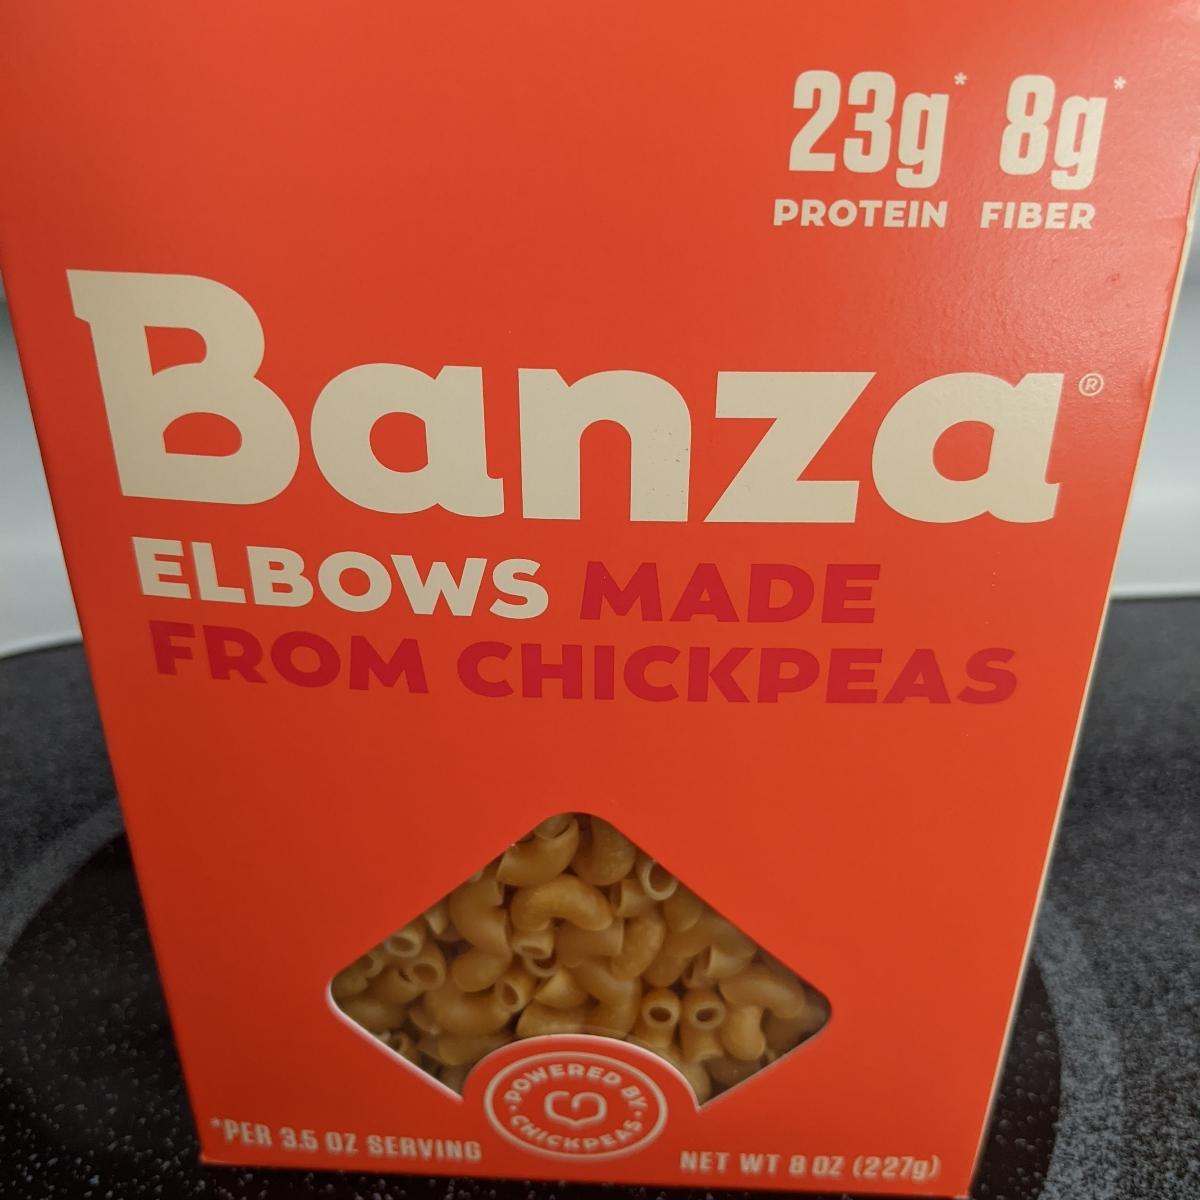 23g* 8g*
PROTEIN FIBER
Banza®
ELBOWS MADE
FROM CHICKPEAS
POWERED BY
CHICKPEAS
*PER 3.5 OZ SERVING
NET WT 8 OZ (227g)